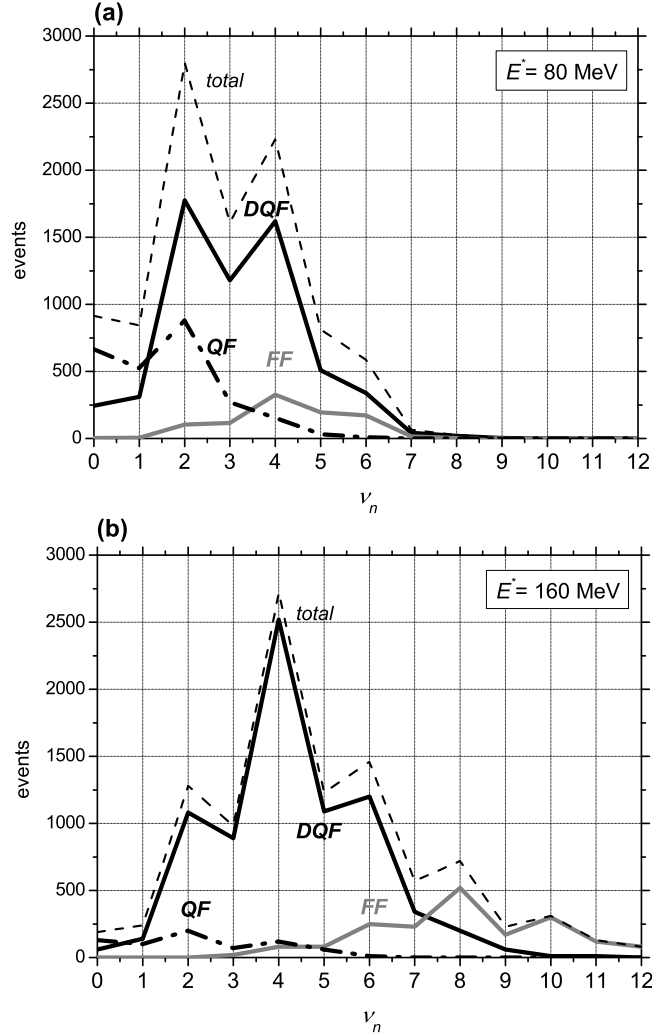 (a)
3000
2500
2000
1500
1000
500
0
events
E* = 80 MeV
total
DQF
QF
FF
0 1 2 3 4 5 6 7 8 9 10 11 12
νn
(b)
3000
2500
2000
1500
1000
500
0
events
E* = 160 MeV
total
DQF
QF
FF
0 1 2 3 4 5 6 7 8 9 10 11 12
νn